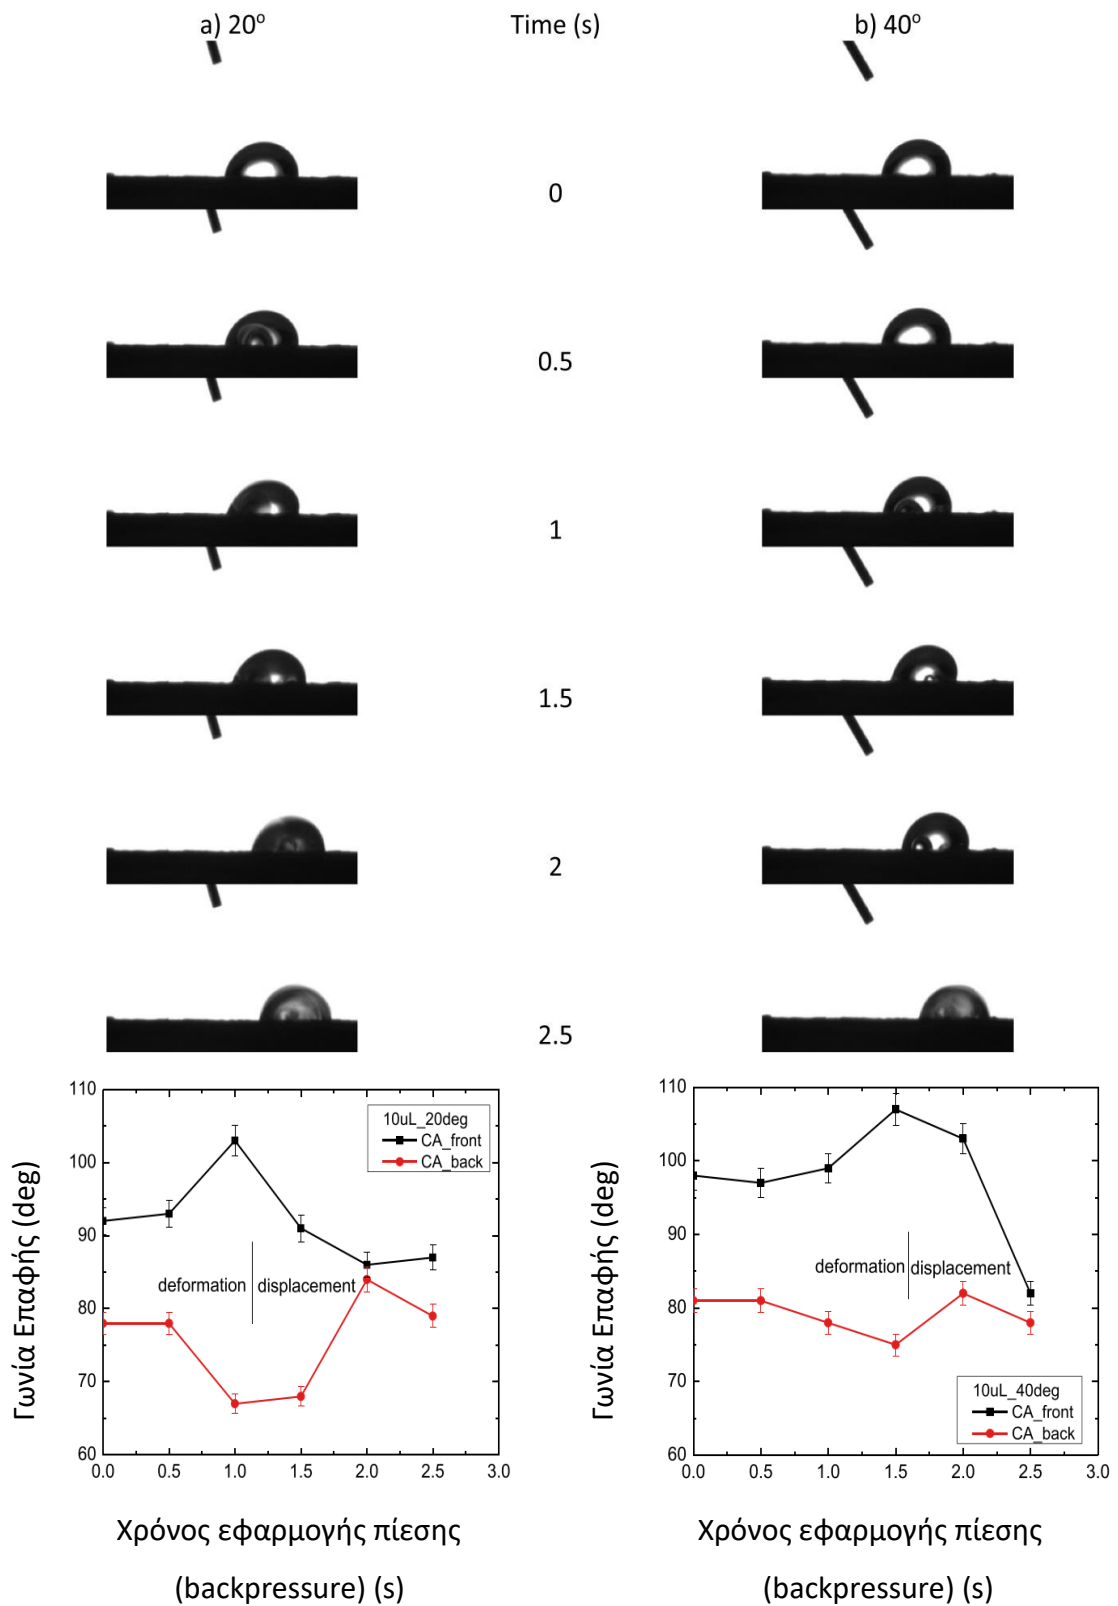 a) 20º
Time (s)
b) 40º
0
0.5
1
1.5
2
2.5
110
100
90
80
70
60
0.0 0.5 1.0 1.5 2.0 2.5 3.0
10uL_20deg
CA_front
CA_back
deformation
displacement
Γωνία Επαφής (deg)
Χρόνος εφαρμογής πίεσης
(backpressure) (s)
110
100
90
80
70
60
0.0 0.5 1.0 1.5 2.0 2.5 3.0
deformation
displacement
10uL_40deg
CA_front
CA_back
Γωνία Επαφής (deg)
Χρόνος εφαρμογής πίεσης
(backpressure) (s)